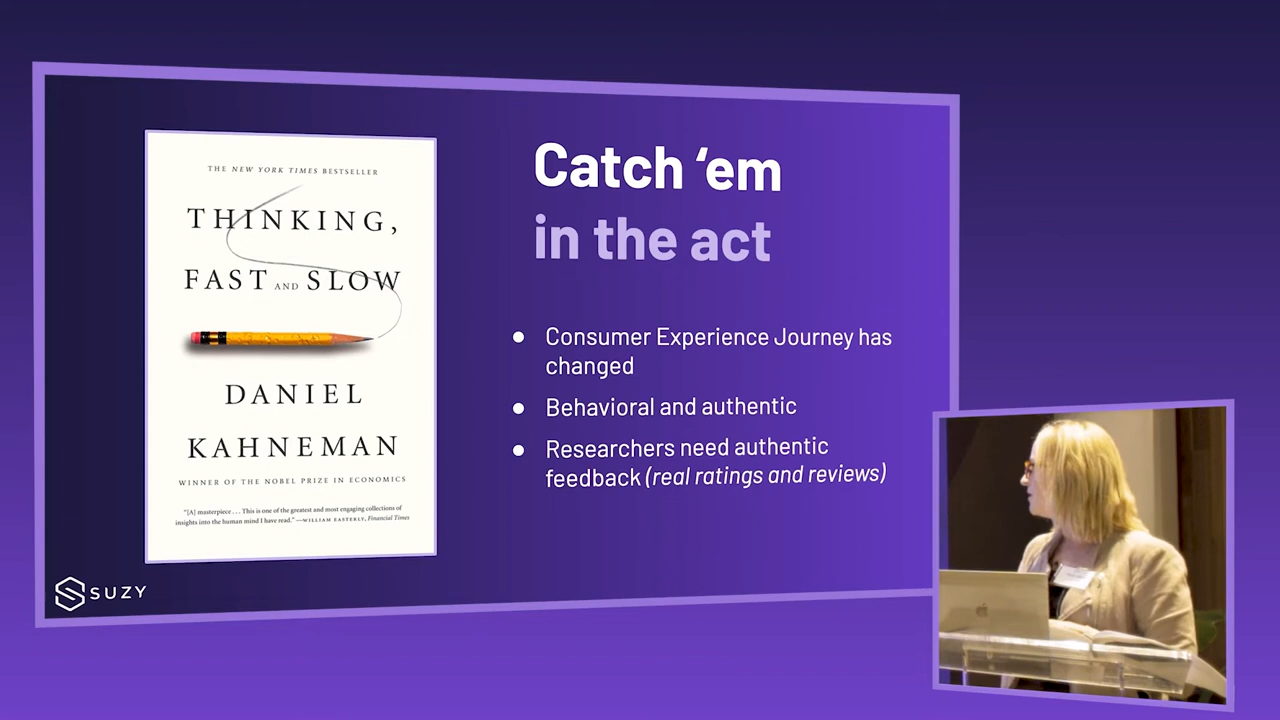 THE NEW YORK TIMES BESTSELLER
THINKING,
FAST AND SLOW
DANIEL
KAHNEMAN
WINNER OF THE NOBEL PRIZE IN ECONOMICS
"[A] masperpiece . . . This is one of the greatest and most engaging collections of
insights into the human mind I have read." —WILLIAM EASTERLY, Financial Times
Catch ‘em
in the act
● Consumer Experience Journey has
changed
● Behavioral and authentic
● Researchers need authentic
feedback (real ratings and reviews)
SUZY